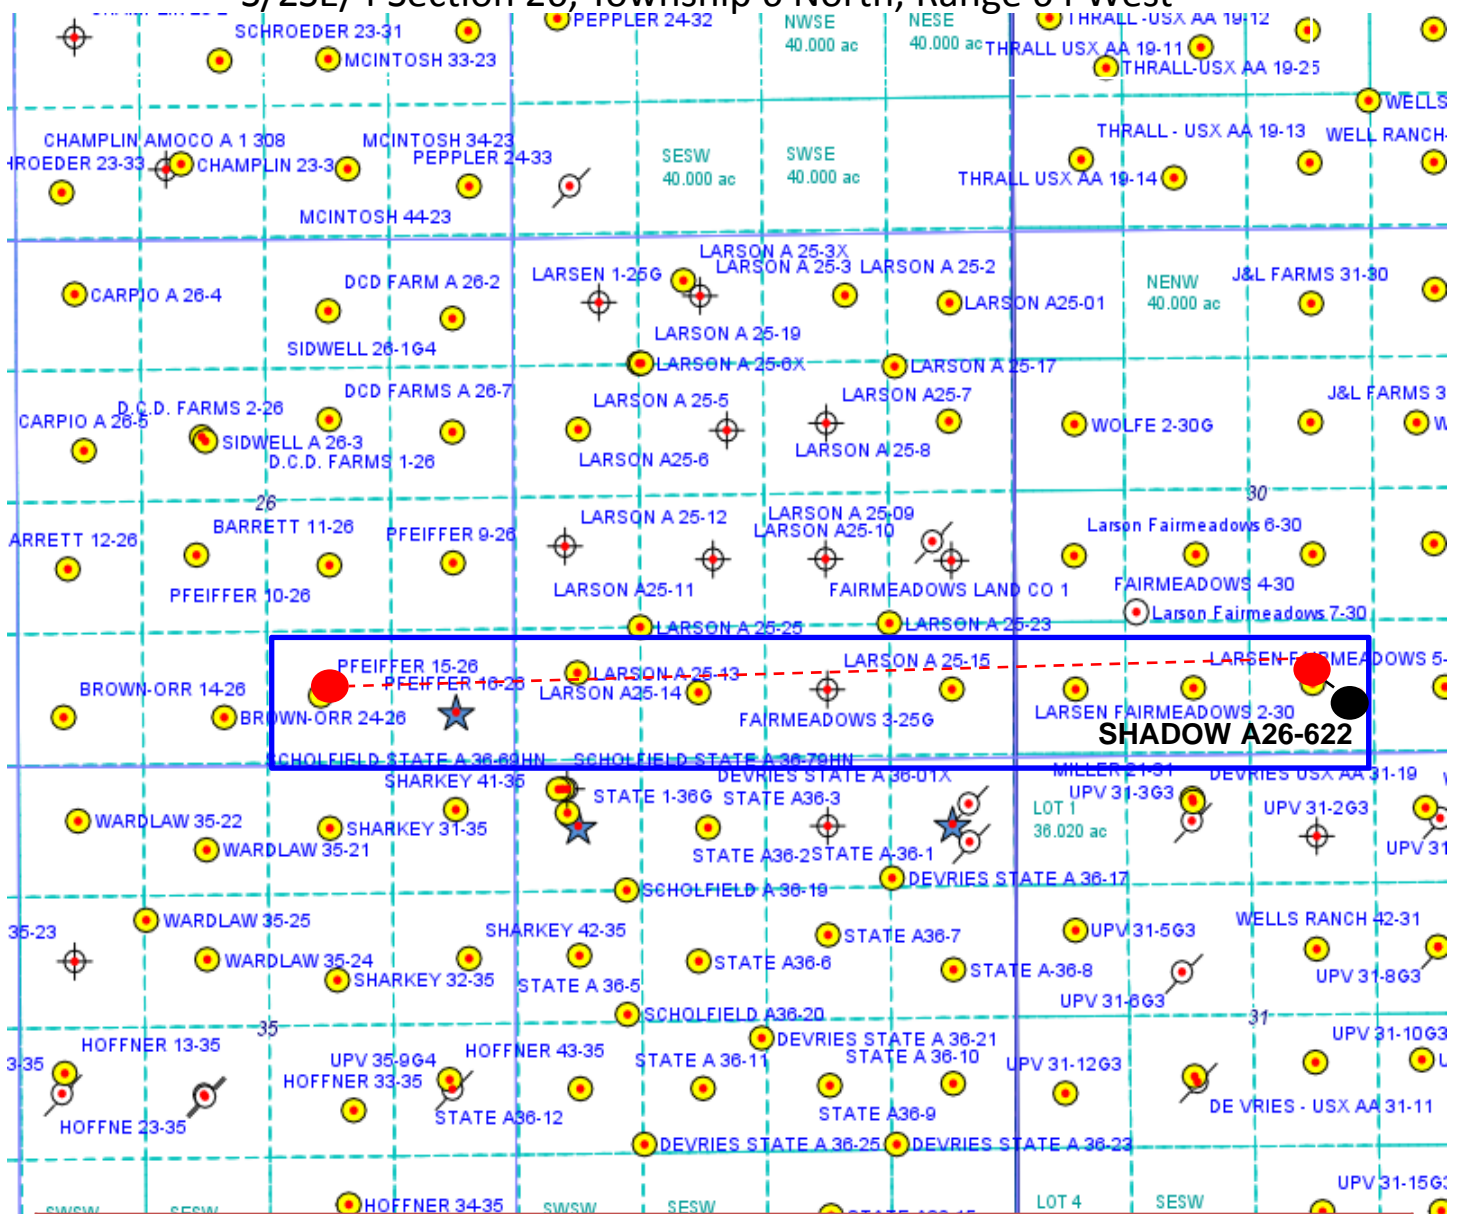 S/2SE/4 Section 26, Township 6 North, Range 64 West
SCHROEDER 23-31
PEPPLER 24-32
NWSE
40.000 ac
NESE
40.000 ac
THRALL -USX AA 19-12
MCINTOSH 33-23
THRALL USX AA 19-11
THRALL-USX AA 19-25
WELLS
CHAMPLIN AMOCO A 1 308
MCINTOSH 34-23
THRALL - USX AA 19-13
WELL RANCH-
HROEDER 23-33
CHAMPLIN 23-3
PEPPLER 24-33
SESW
40.000 ac
SWSE
40.000 ac
THRALL USX AA 19-14
MCINTOSH 44-23
LARSON A 25-3X
LARSEN 1-25G
LARSON A 25-3
LARSON A 25-2
CARPIO A 26-4
DCD FARM A 26-2
LARSON A25-01
NENW
40.000 ac
J&L FARMS 31-30
SIDWELL 26-1G4
LARSON A 25-19
LARSON A 25-6X
LARSON A 25-17
D.C.D. FARMS 2-26
DCD FARMS A 26-7
LARSON A 25-5
LARSON A25-7
J&L FARMS 3
CARPIO A 26-5
SIDWELL A 26-3
WOLFE 2-30G
W
D.C.D. FARMS 1-26
LARSON A25-6
LARSON A 25-8
26
30
ARRETT 12-26
BARRETT 11-26
PFEIFFER 9-26
LARSON A 25-12
LARSON A 25-09
LARSON A25-10
Larson Fairmeadows 6-30
PFEIFFER 10-26
LARSON A25-11
FAIRMEADOWS LAND CO 1
FAIRMEADOWS 4-30
Larson Fairmeadows 7-30
LARSON A 25-25
LARSON A 25-23
PFEIFFER 15-26
LARSON A 25-13
LARSON A 25-15
LARSEN FAIRMEADOWS 5-
BROWN-ORR 14-26
PFEIFFER 16-26
LARSON A25-14
BROWN-ORR 24-26
FAIRMEADOWS 3-25G
LARSEN FAIRMEADOWS 2-30
SHADOW A26-622
SCHOLFIELD STATE A 36-69HN
SCHOLFIELD STATE A 36-79HN
SHARKEY 41-35
DEVRIES STATE A 36-01X
MILLER 21-31
DEVRIES USX AA 31-19
STATE 1-36G
STATE A36-3
UPV 31-3G3
LOT 1
36.020 ac
UPV 31-2G3
WARDLAW 35-22
SHARKEY 31-35
WARDLAW 35-21
STATE A36-2
STATE A-36-1
UPV 31
SCHOLFIELD A 36-19
DEVRIES STATE A 36-17
WARDLAW 35-25
35-23
SHARKEY 42-35
STATE A36-7
UPV 31-5G3
WELLS RANCH 42-31
WARDLAW 35-24
STATE A36-6
STATE A-36-8
SHARKEY 32-35
STATE A 36-5
UPV 31-8G3
UPV 31-6G3
SCHOLFIELD A36-20
35
31
DEVRIES STATE A 36-21
3-35
HOFFNER 13-35
UPV 35-9G4
HOFFNER 43-35
STATE A 36-11
STATE A 36-10
UPV 31-12G3
UPV 31-10G3
U
HOFFNER 33-35
HOFFNE 23-35
STATE A36-12
STATE A36-9
DE VRIES - USX AA 31-11
DEVRIES STATE A 36-25
DEVRIES STATE A 36-23
HOFFNER 34-35
SWSW
SESW
SWSW
SESW
LOT 4
SESW
UPV 31-15G3